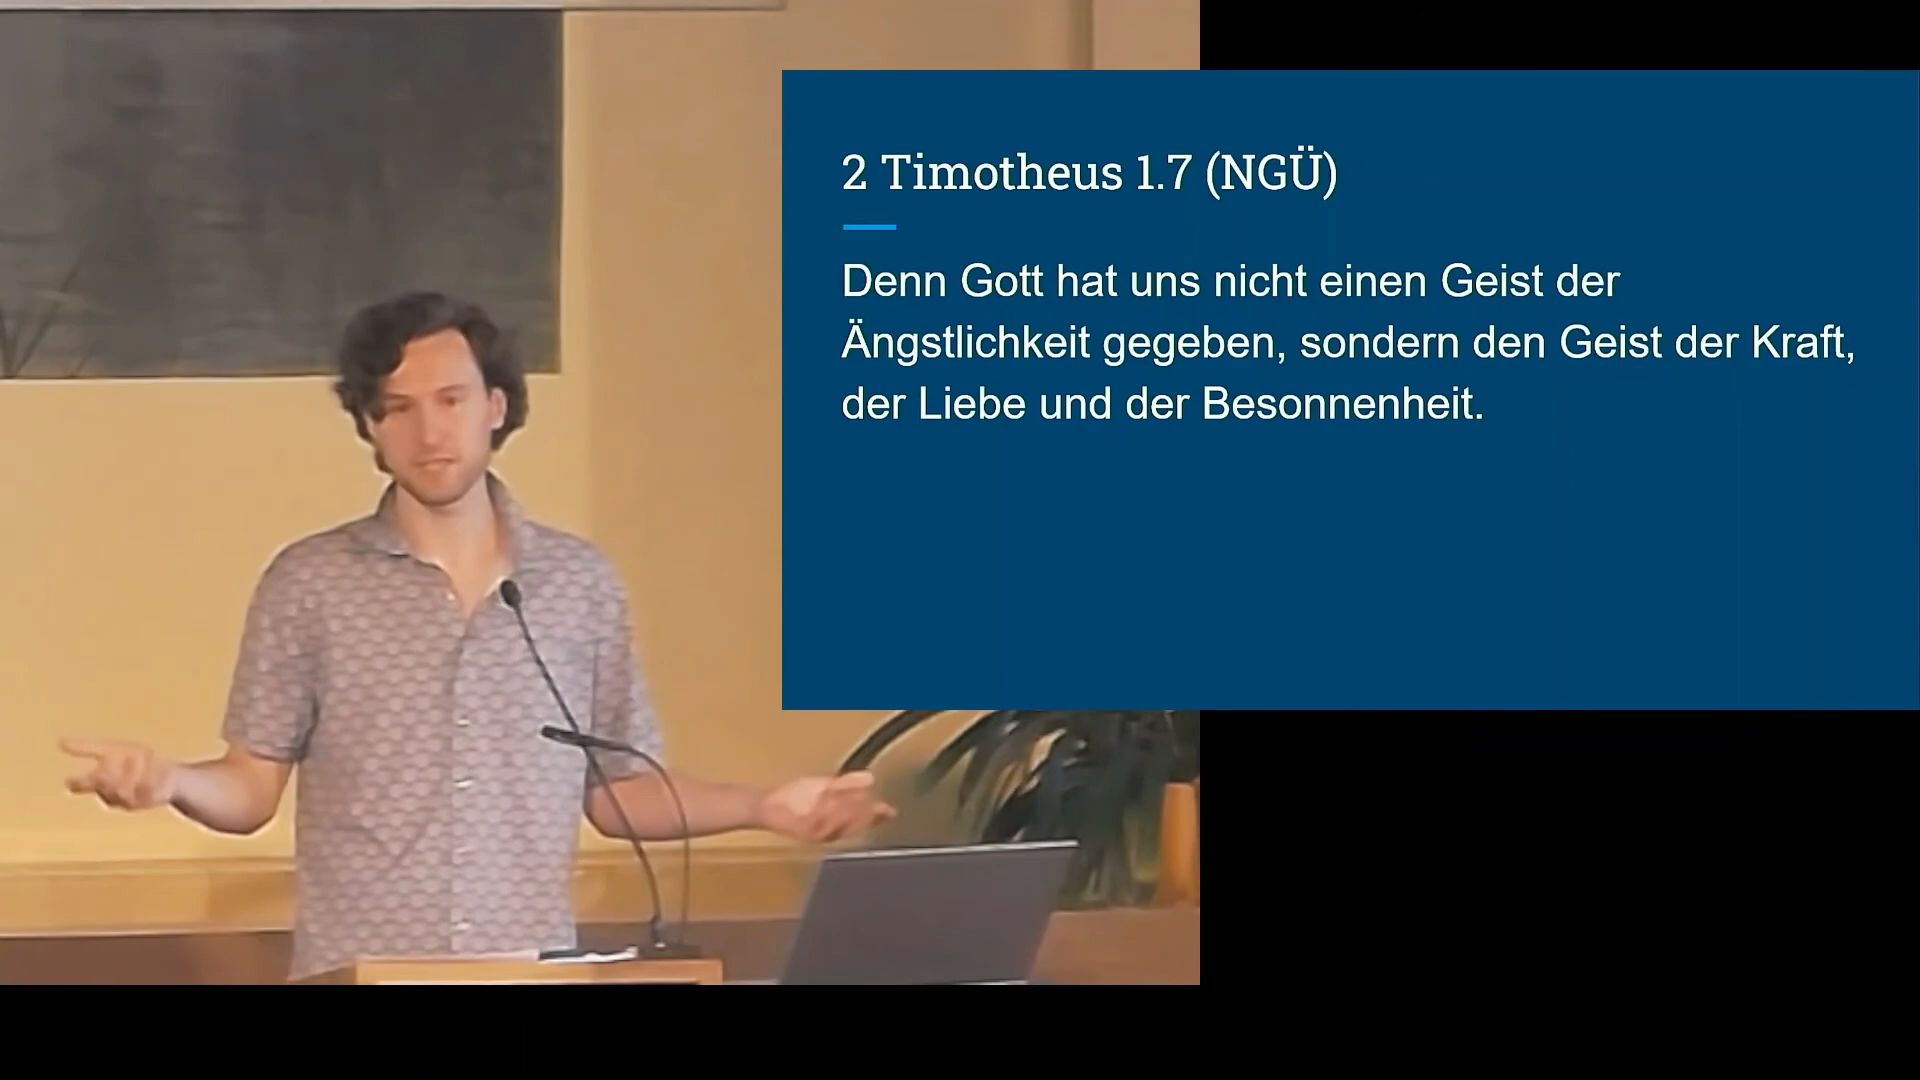 2 Timotheus 1.7 (NGÜ)
Denn Gott hat uns nicht einen Geist der
Ängstlichkeit gegeben, sondern den Geist der Kraft,
der Liebe und der Besonnenheit.